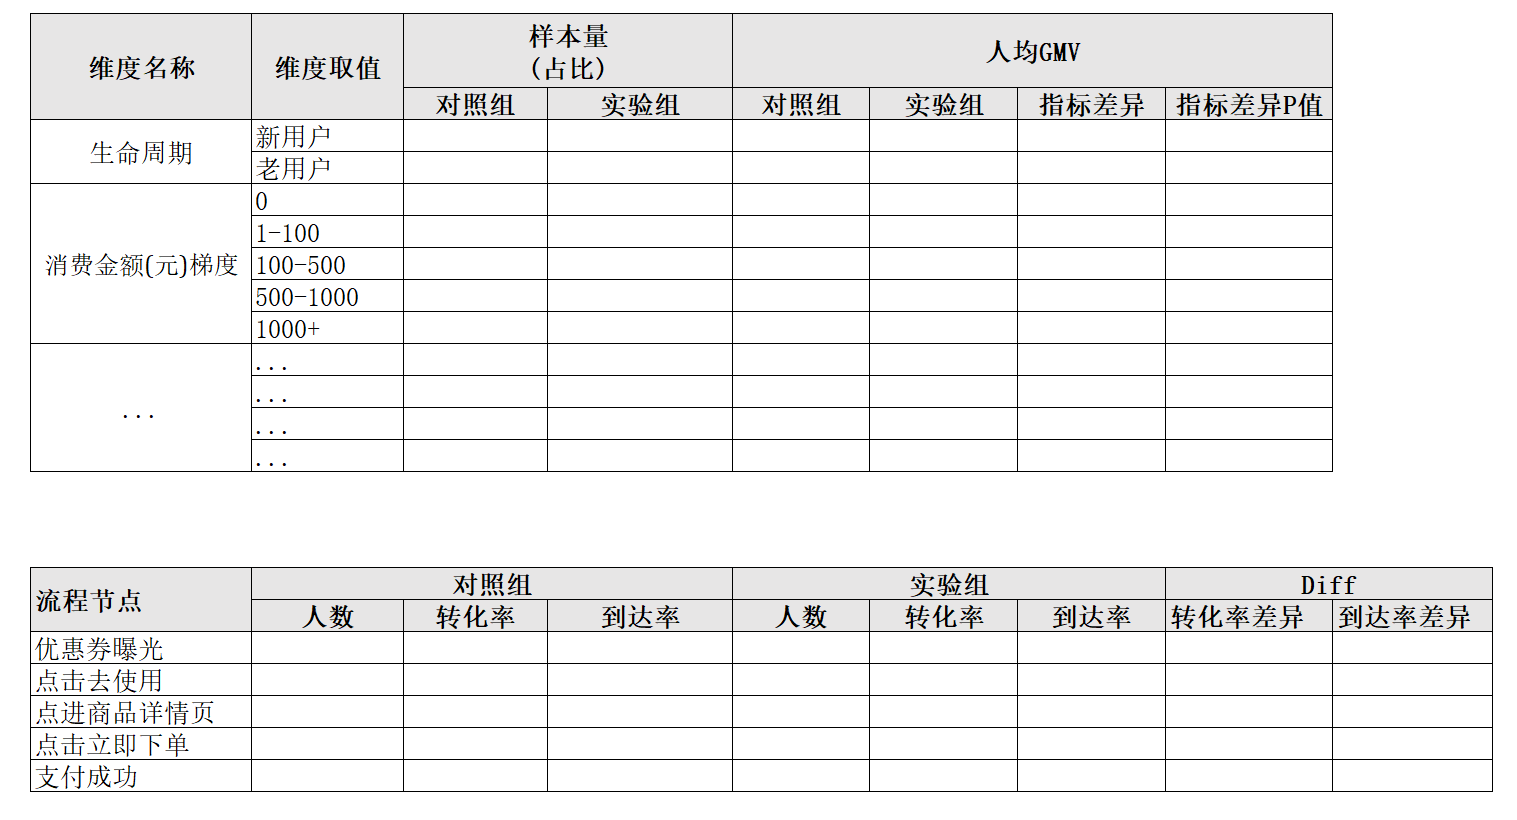 维度名称 维度取值 样本量 人均GMV
(占比)
对照组 实验组 对照组 实验组 指标差异 指标差异P值
生命周期 新用户
老用户
消费金额(元)梯度 0
1-100
100-500
500-1000
1000+
... ...
...
...
...
流程节点 对照组 实验组 Diff
人数 转化率 到达率 人数 转化率 到达率 转化率差异 到达率差异
优惠券曝光
点击去使用
点进商品详情页
点击立即下单
支付成功